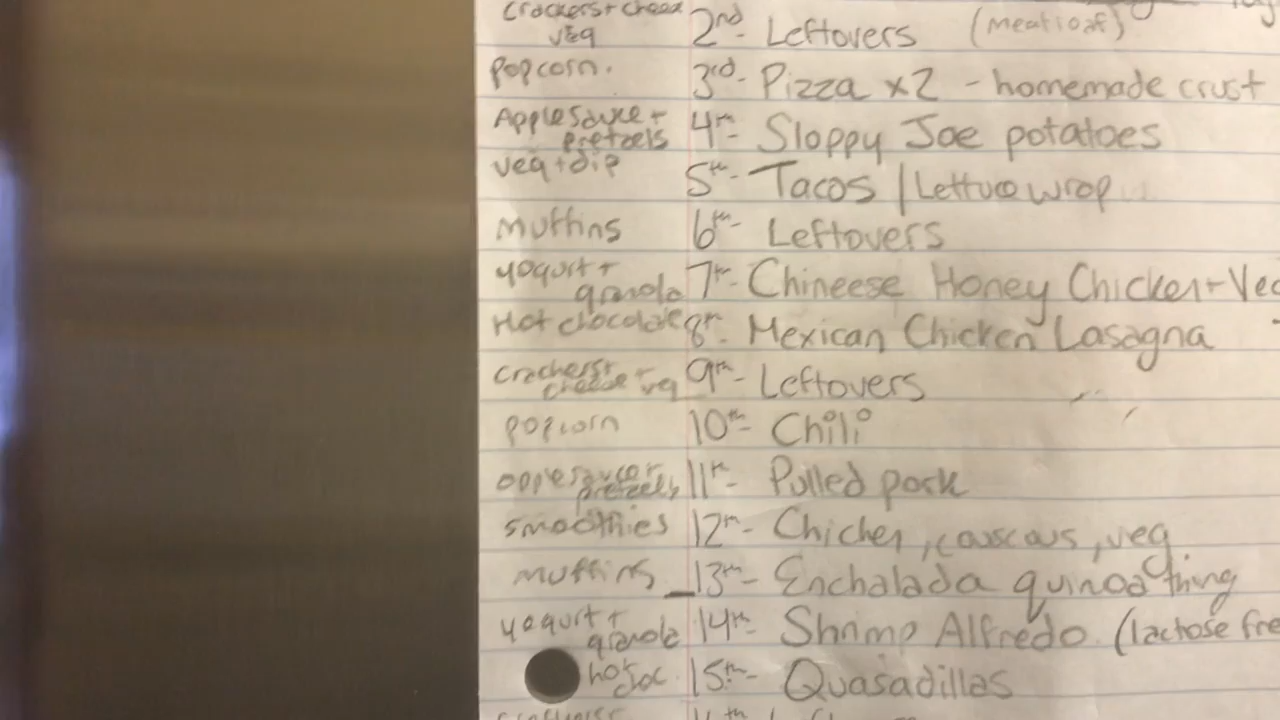 crackers + cheese
veg
2nd- Leftovers (meatloaf)
popcorn.
3rd- Pizza x2 - homemade crust
Applesauce +
pretzels
4th- Sloppy Joe potatoes
veg + dip
5th- Tacos / Lettuce wrap
muffins
6th- Leftovers
yogurt +
granola
7th- Chineese Honey Chicken + Veg
Hot chocolate
8th- Mexican Chicken Lasagna
crackers +
cheese + veg
9th- Leftovers
popcorn
10th- Chili
applesauce +
pretzels
11th- Pulled pork
smoothies
12th- Chicken, couscous, veg
muffins
13th- Enchalada quinoa thing
yogurt +
granola
14th- Shrimp Alfredo (lactose fre
hot
choc
15th- Quasadillas